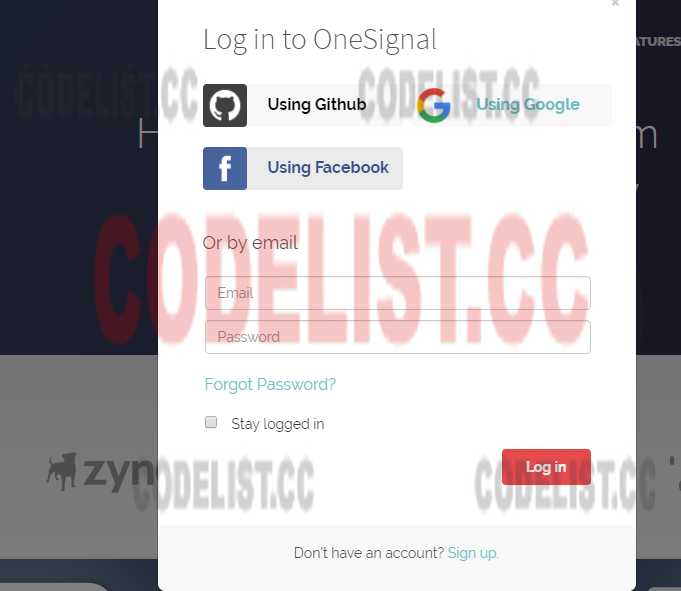 Log in to OneSignal
ATURES
CODELIST.CC
CODELIST.CC
Using Github
Using Google
H
m
Using Facebook
CODELIST.CC
Or by email
Email
Password
Forgot Password?
Stay logged in
zyn
Log in
CODELIST.CC
CODELIST.CC
Don't have an account? Sign up.